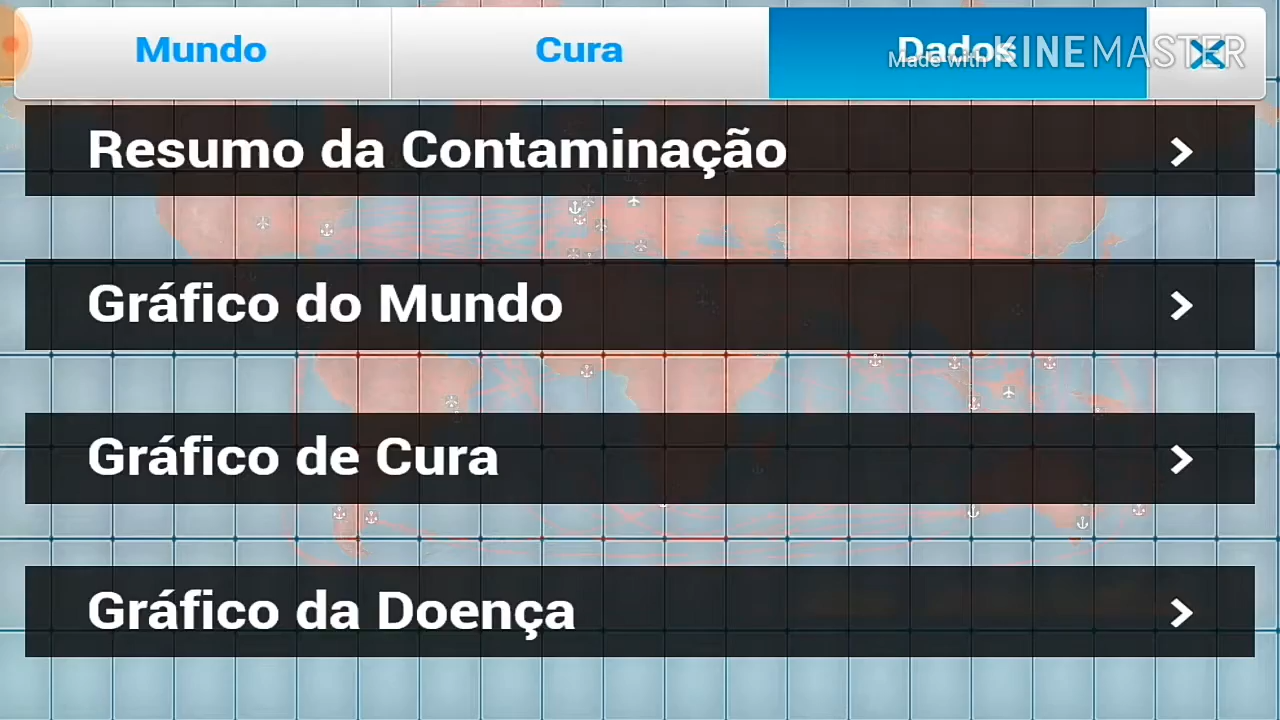 Mundo
Cura
Dados
Made with KINEMASTER
Resumo da Contaminação
Gráfico do Mundo
Gráfico de Cura
Gráfico da Doença